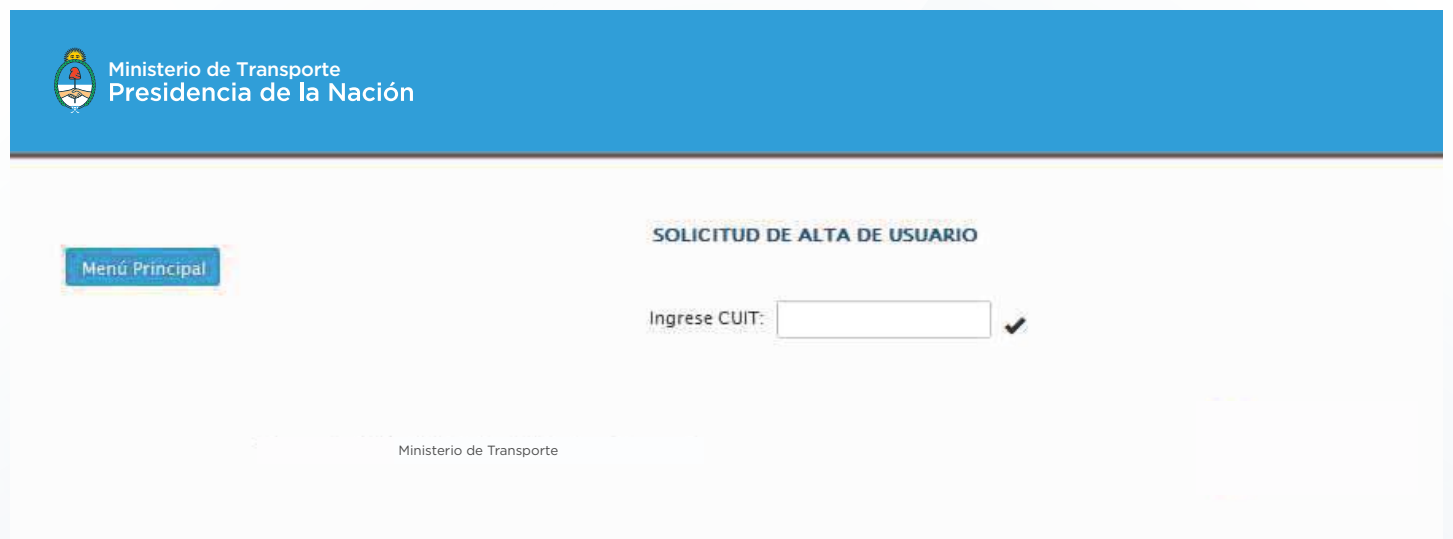 Ministerio de Transporte
Presidencia de la Nación
SOLICITUD DE ALTA DE USUARIO
Menú Principal
Ingrese CUIT:
Ministerio de Transporte